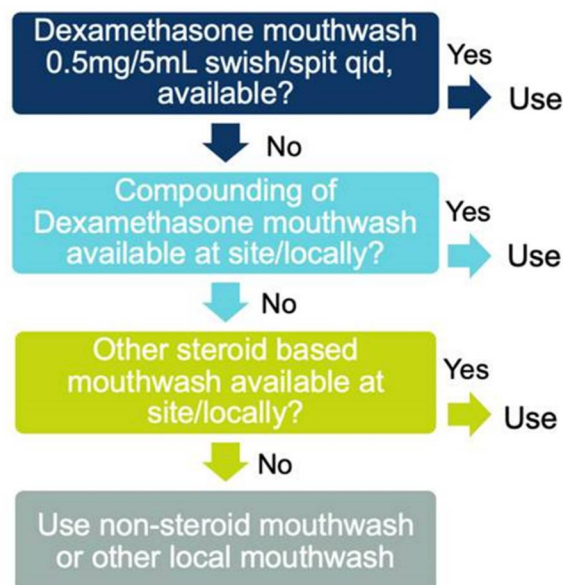 Dexamethasone mouthwash
0.5mg/5mL swish/spit qid,
available?
Yes
Use
No
Compounding of
Dexamethasone mouthwash
available at site/locally?
Yes
Use
No
Other steroid based
mouthwash available at
site/locally?
Yes
Use
No
Use non-steroid mouthwash
or other local mouthwash